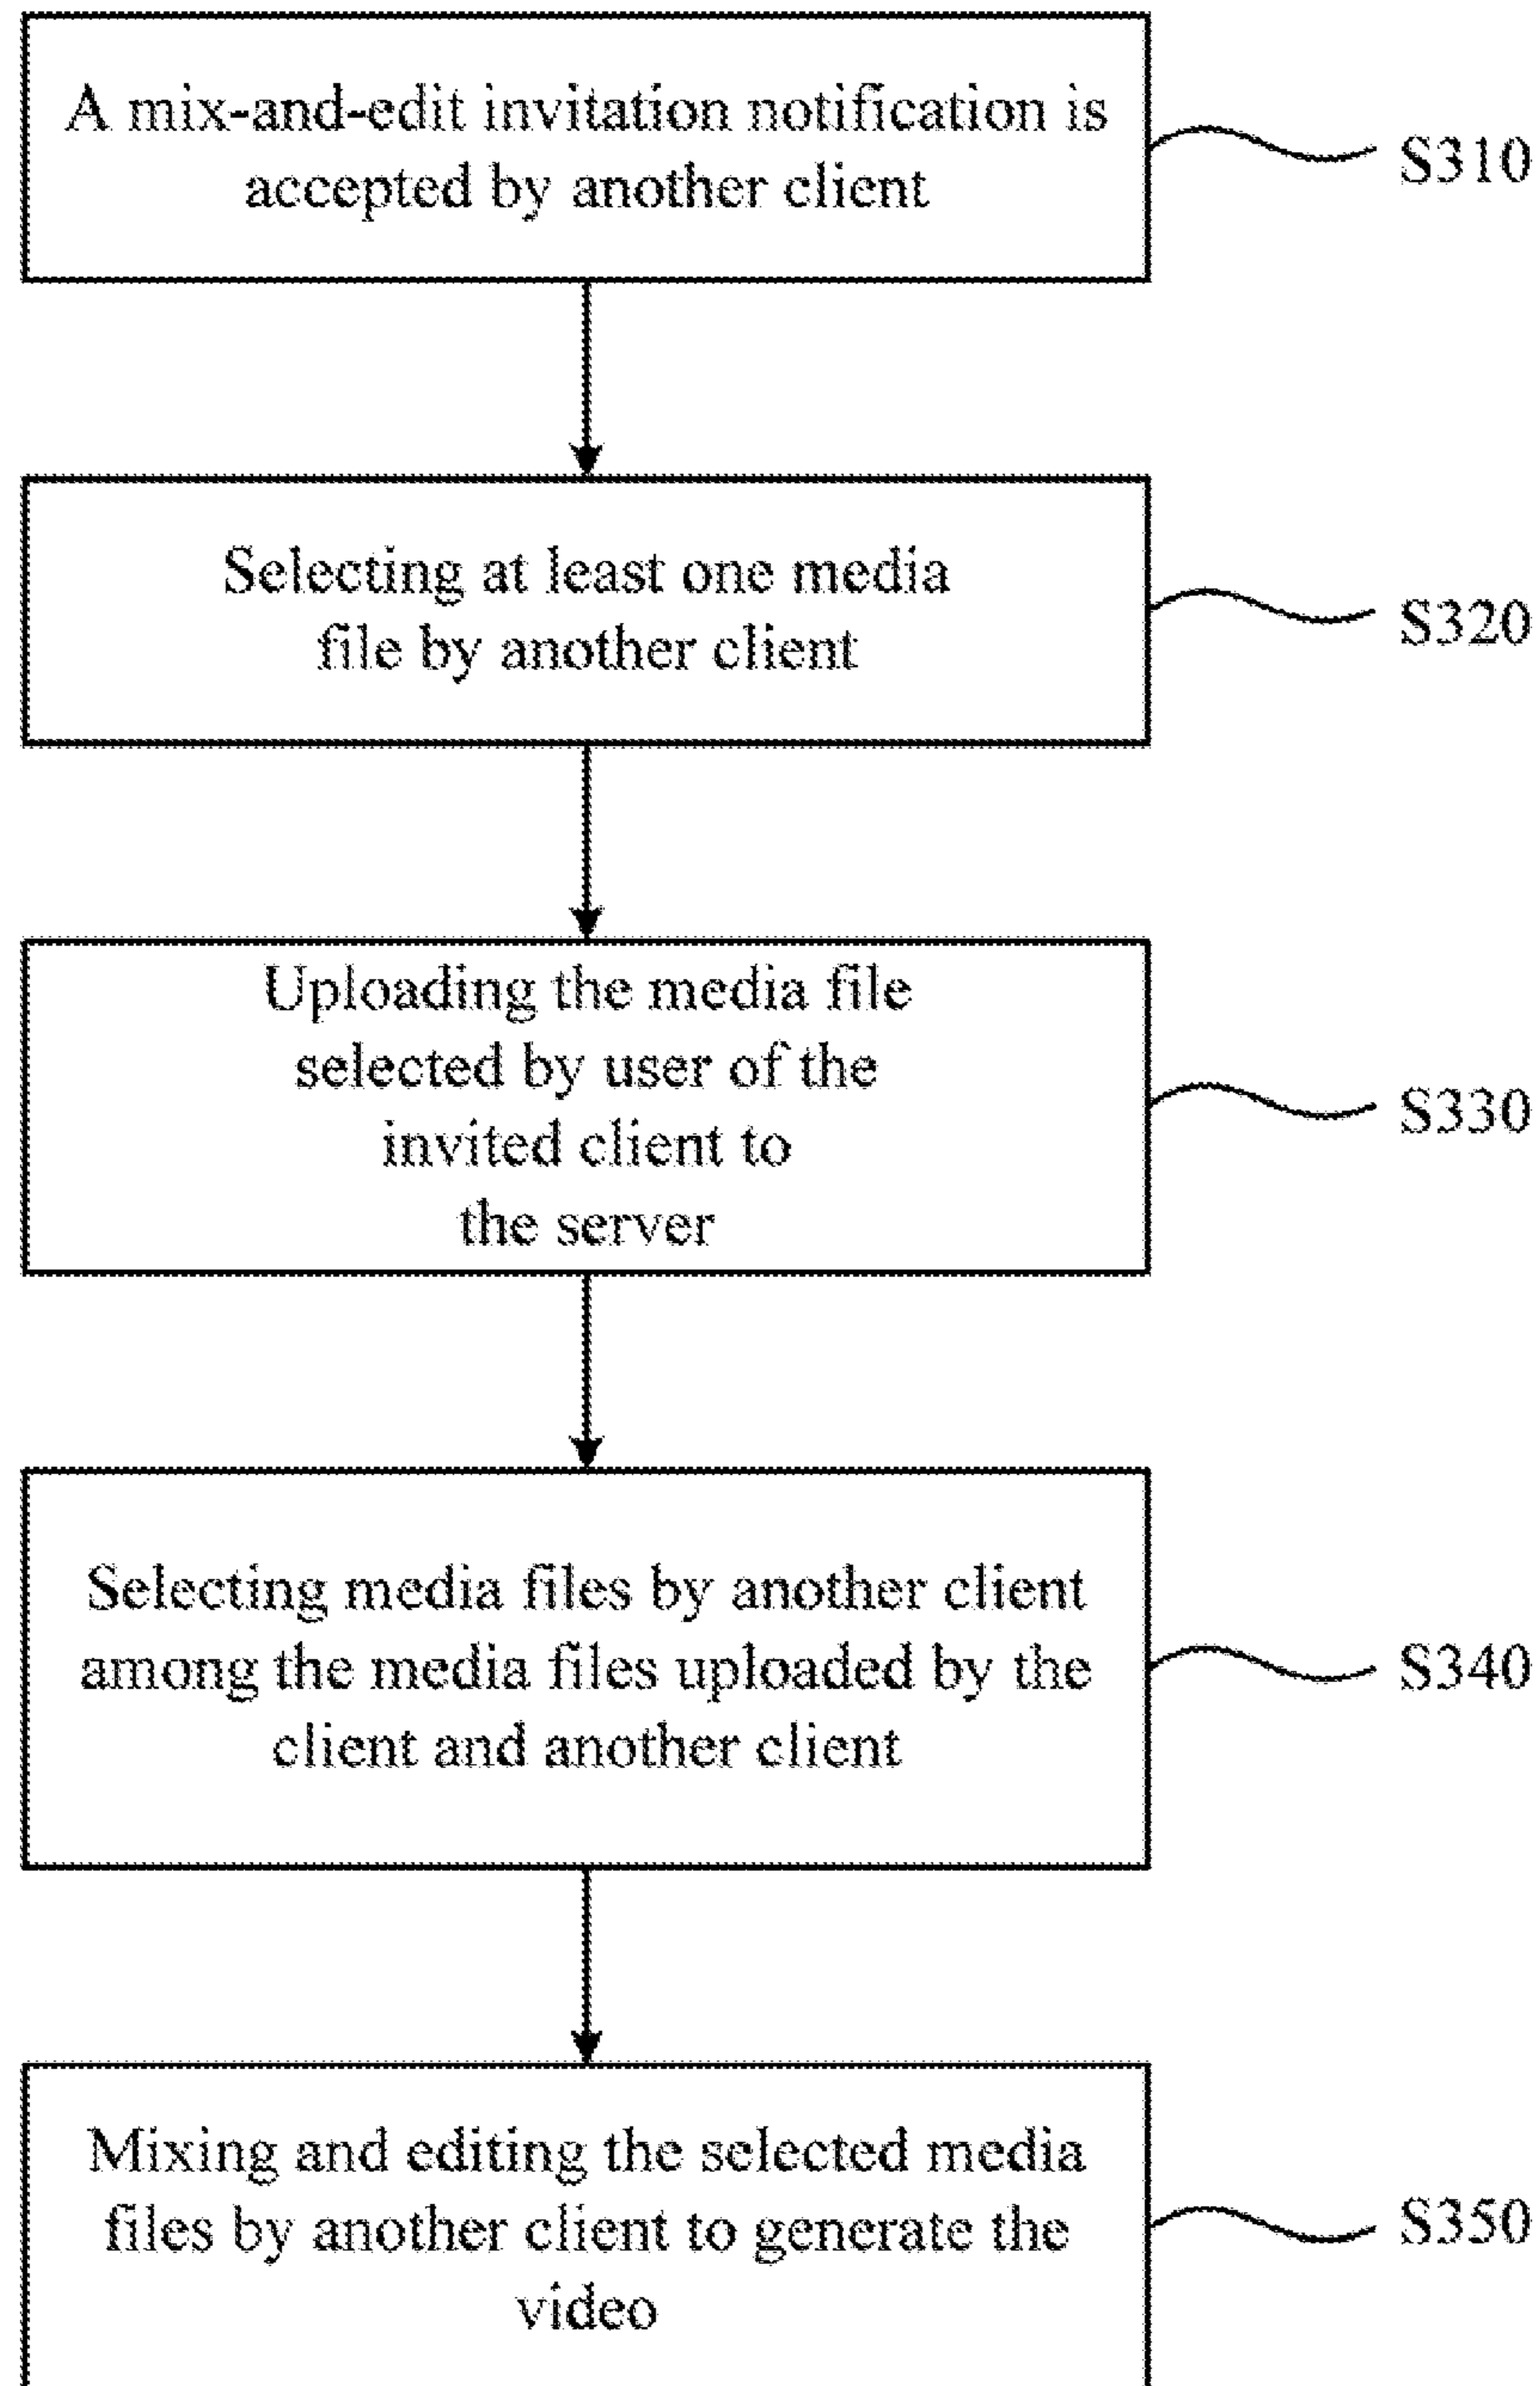 A mix-and-edit invitation notification is
accepted by another client
S310
Selecting at least one media
file by another client
S320
Uploading the media file
selected by user of the
invited client to
the server
S330
Selecting media files by another client
among the media files uploaded by the
client and another client
S340
Mixing and editing the selected media
files by another client to generate the
video
S350